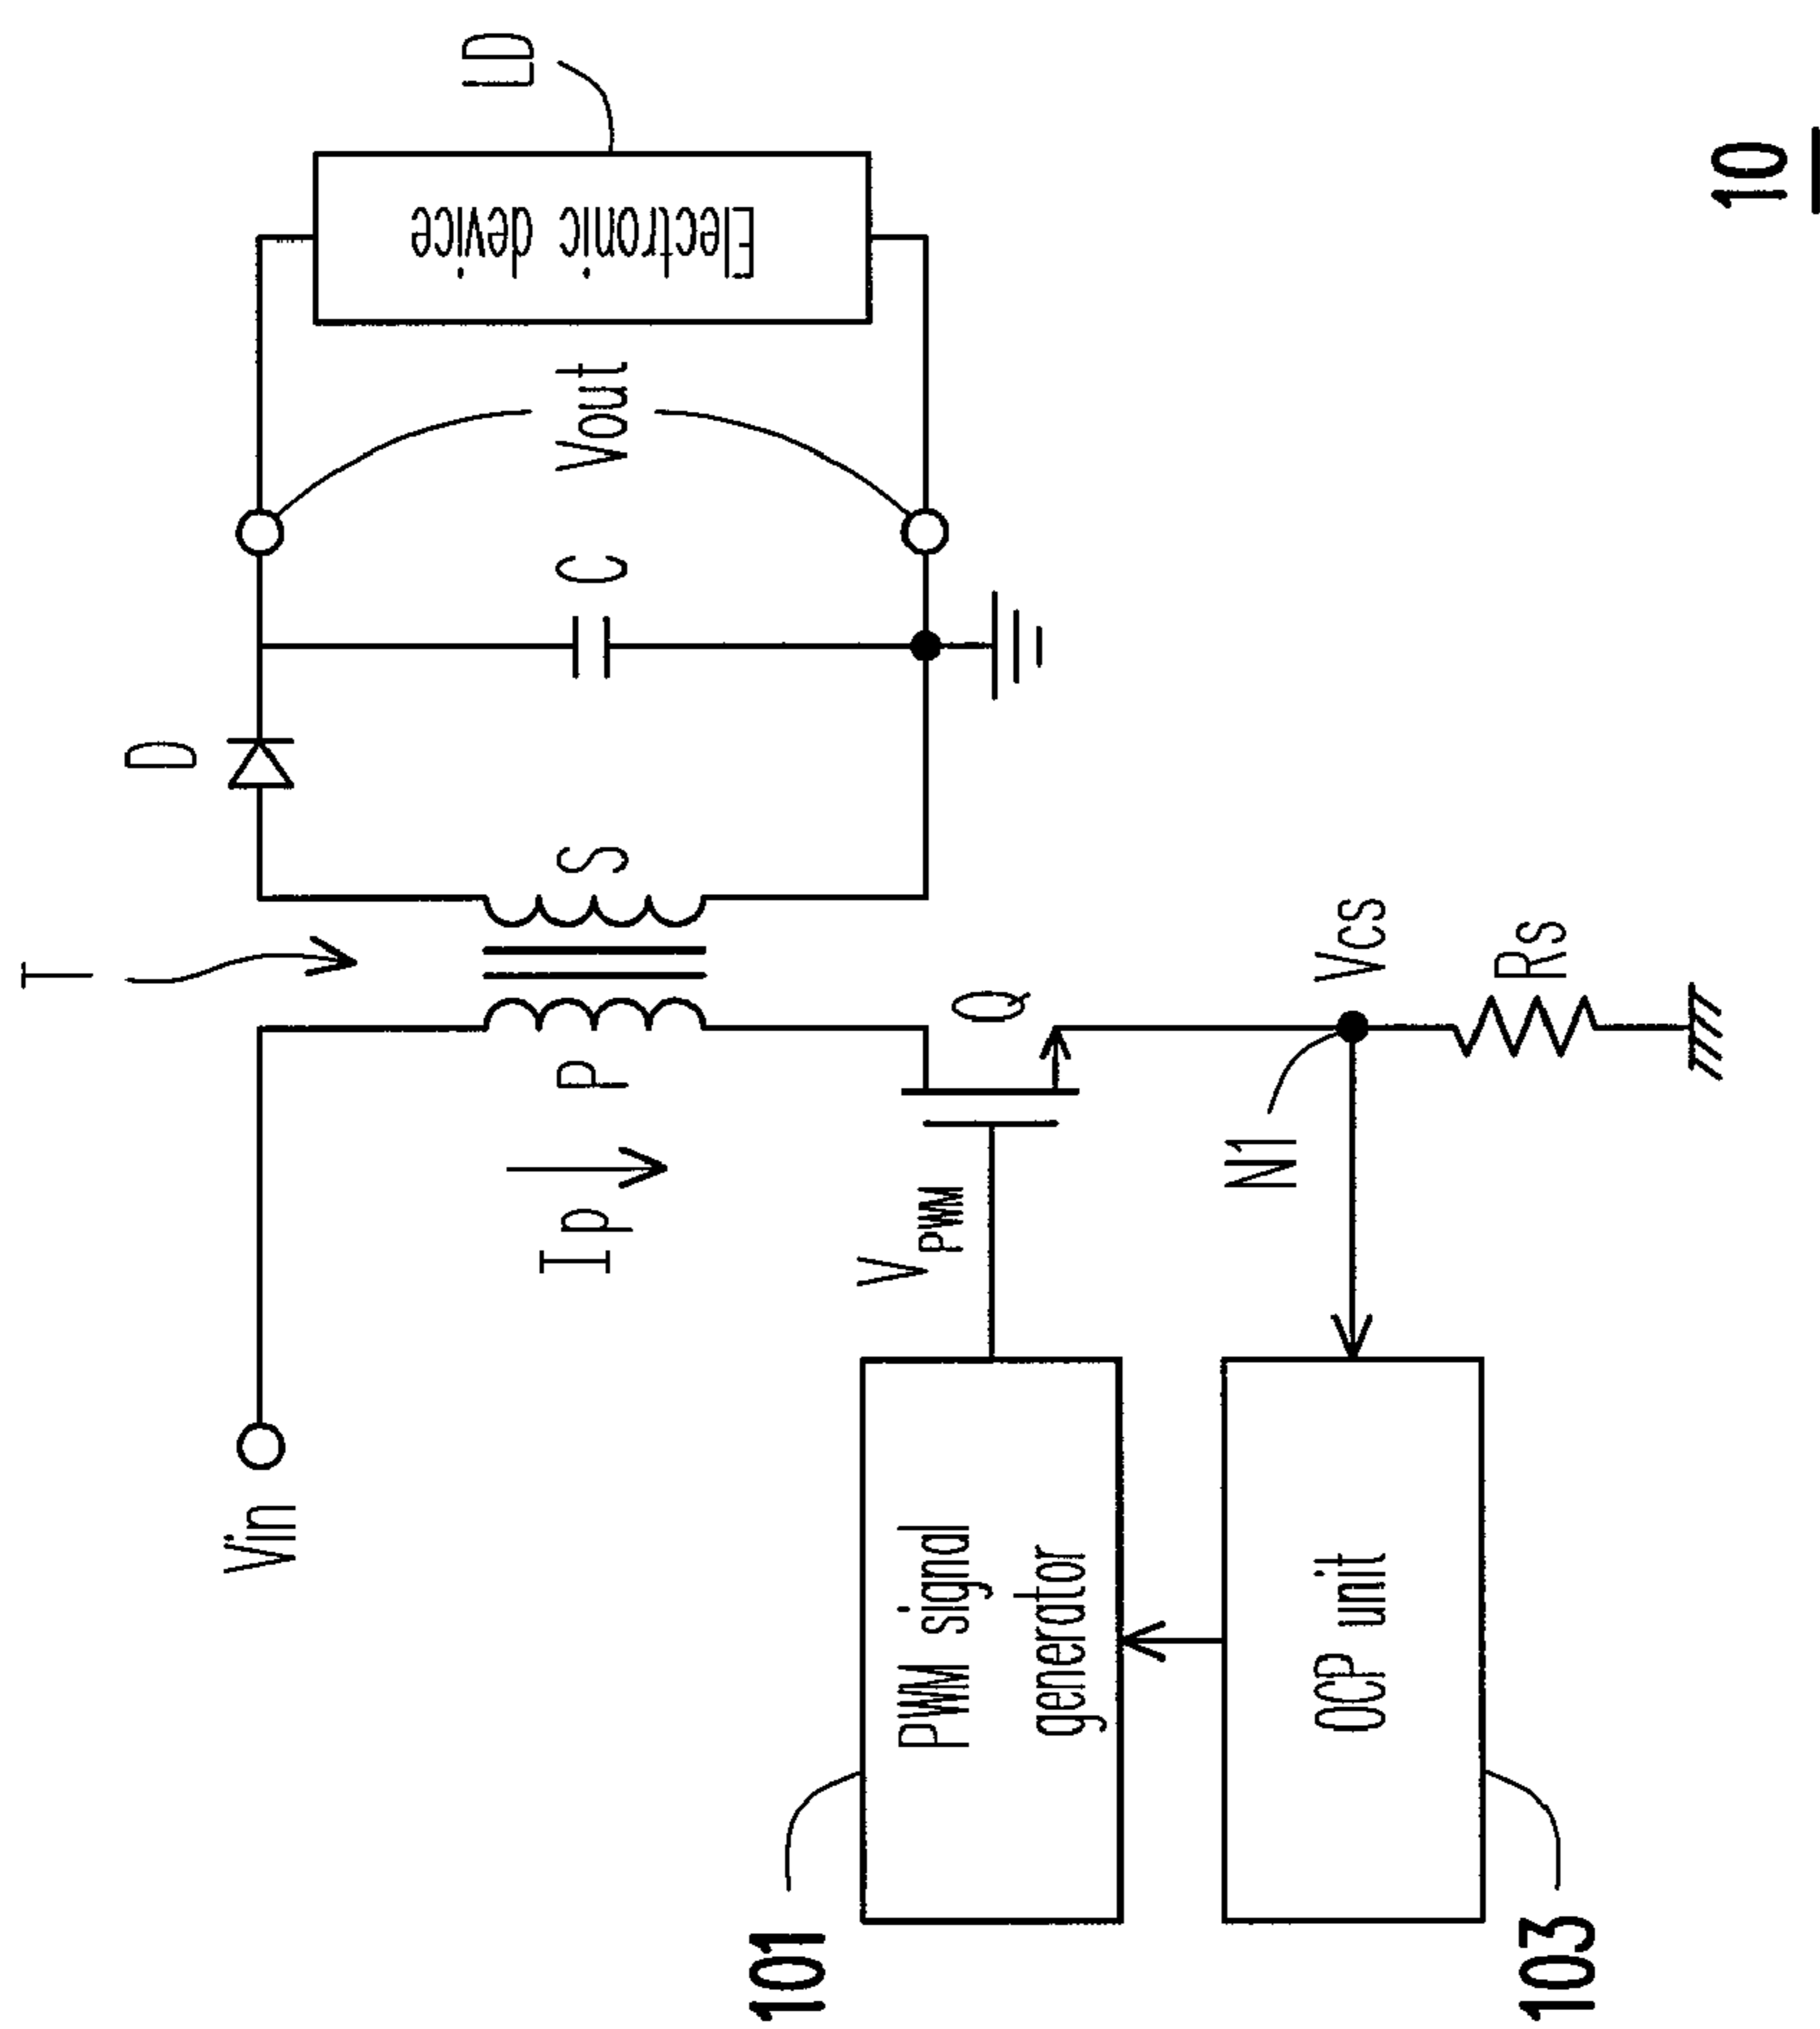 T
D
LD
Vin
Electronic device
Ip
P
S
C
Vout
101
PWM signal
generator
VPWM
Q
N1
Vcs
103
OCP unit
Rs
10